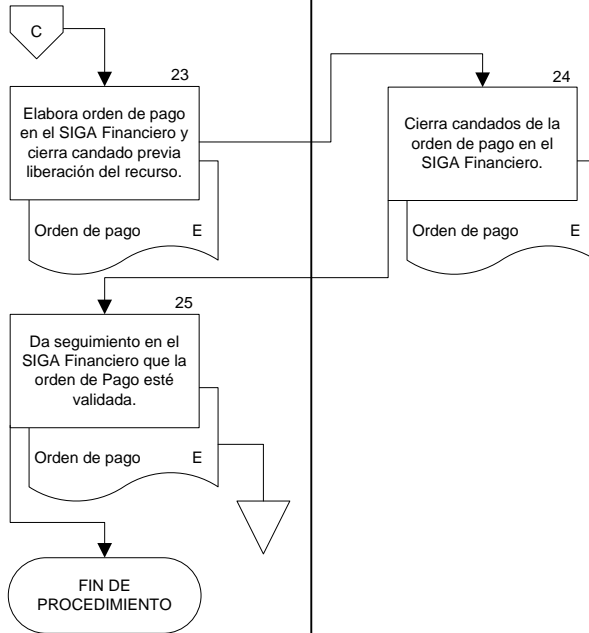 C
23
Elabora orden de pago
en el SIGA Financiero y
cierra candado previa
liberación del recurso.
Orden de pago E
24
Cierra candados de la
orden de pago en el
SIGA Financiero.
Orden de pago E
25
Da seguimiento en el
SIGA Financiero que la
orden de Pago esté
validada.
Orden de pago E
FIN DE
PROCEDIMIENTO